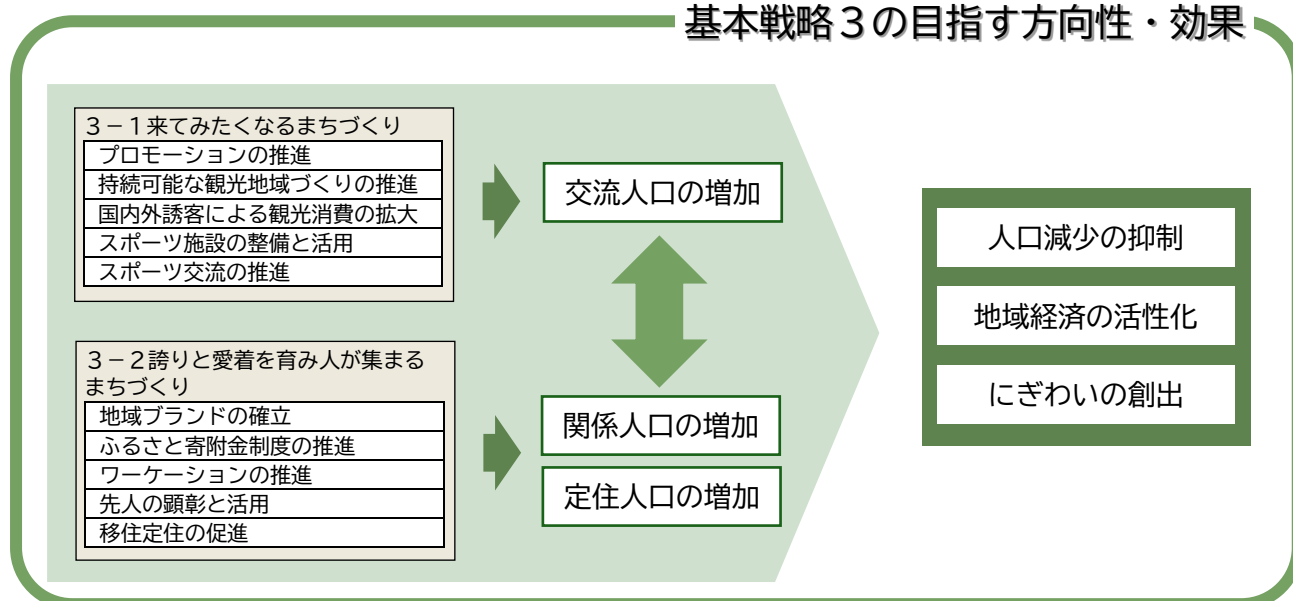 基本戦略３の目指す方向性・効果
３－１来てみたくなるまちづくり
プロモーションの推進
持続可能な観光地域づくりの推進
国内外誘客による観光消費の拡大
スポーツ施設の整備と活用
スポーツ交流の推進
３－２誇りと愛着を育み人が集まる
まちづくり
地域ブランドの確立
ふるさと寄附金制度の推進
ワーケーションの推進
先人の顕彰と活用
移住定住の促進
交流人口の増加
関係人口の増加
定住人口の増加
人口減少の抑制
地域経済の活性化
にぎわいの創出